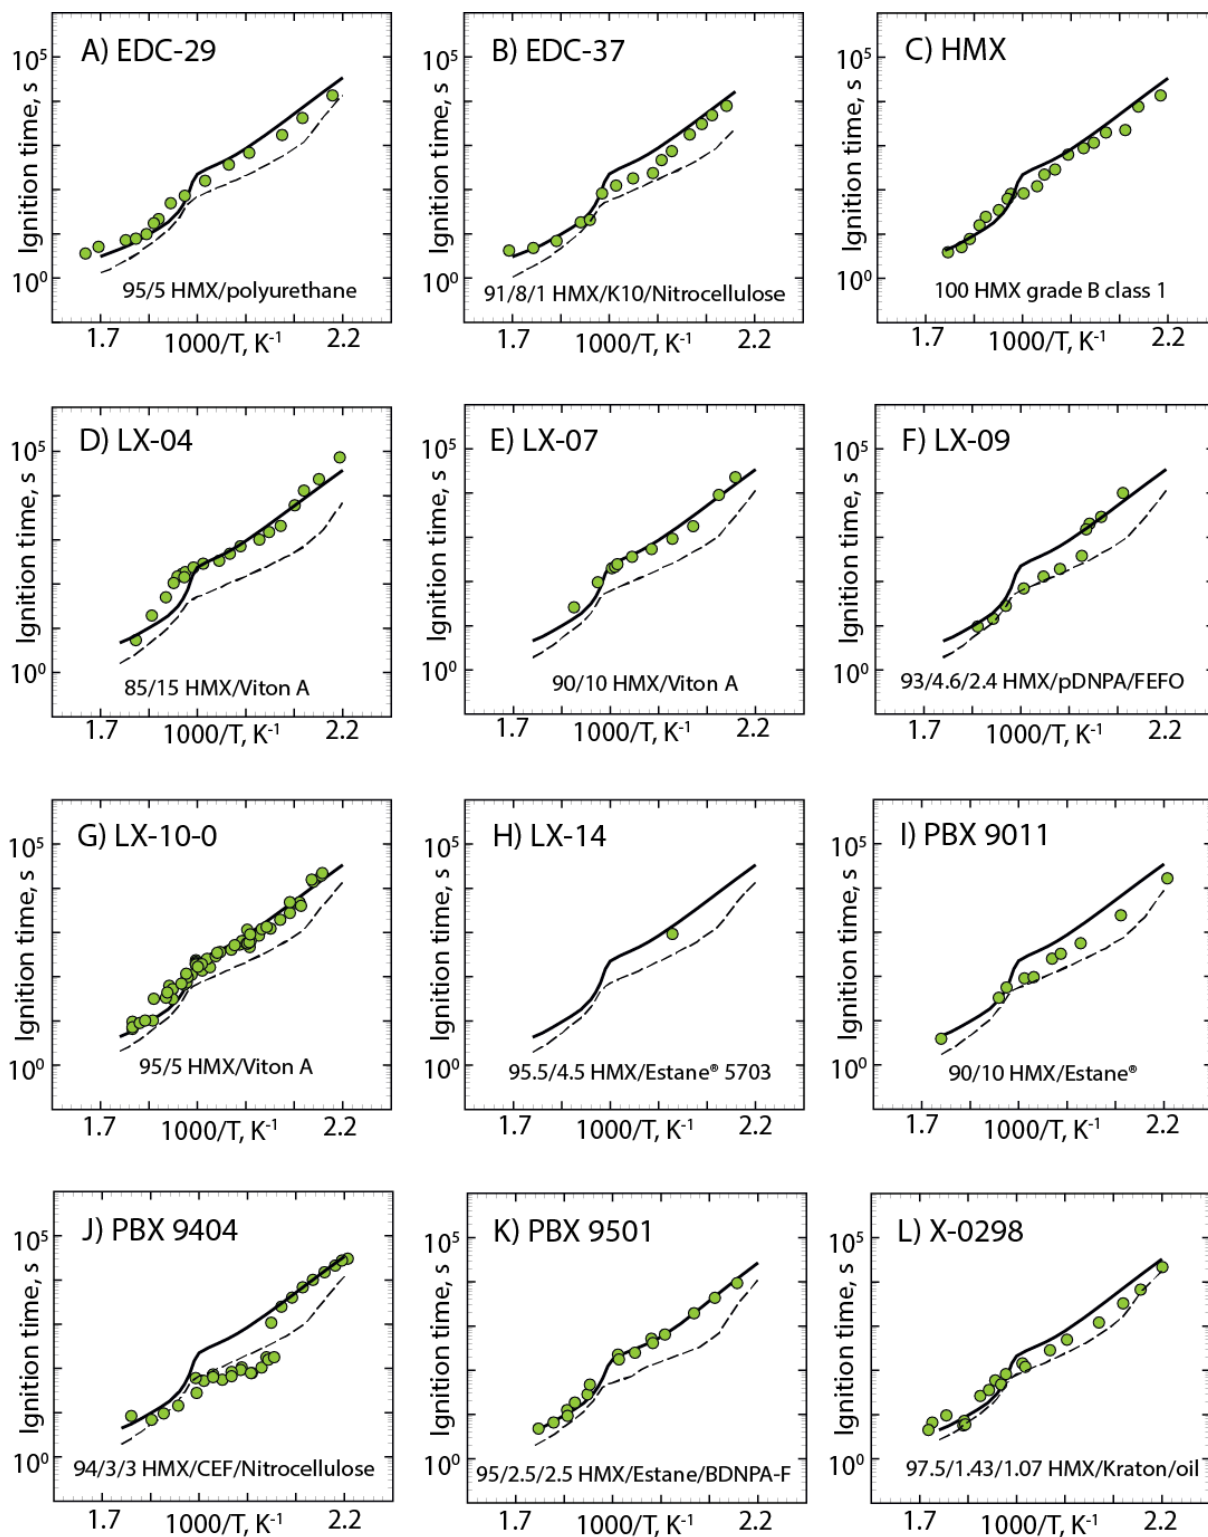 A) EDC-29
10⁵
Ignition time, s
10⁰
95/5 HMX/polyurethane
1.7
1000/T, K⁻¹
2.2
B) EDC-37
10⁵
Ignition time, s
10⁰
91/8/1 HMX/K10/Nitrocellulose
1.7
1000/T, K⁻¹
2.2
C) HMX
10⁵
Ignition time, s
10⁰
100 HMX grade B class 1
1.7
1000/T, K⁻¹
2.2
D) LX-04
10⁵
Ignition time, s
10⁰
85/15 HMX/Viton A
1.7
1000/T, K⁻¹
2.2
E) LX-07
10⁵
Ignition time, s
10⁰
90/10 HMX/Viton A
1.7
1000/T, K⁻¹
2.2
F) LX-09
10⁵
Ignition time, s
10⁰
93/4.6/2.4 HMX/pDNPA/FEFO
1.7
1000/T, K⁻¹
2.2
G) LX-10-0
10⁵
Ignition time, s
10⁰
95/5 HMX/Viton A
1.7
1000/T, K⁻¹
2.2
H) LX-14
10⁵
Ignition time, s
10⁰
95.5/4.5 HMX/Estane® 5703
1.7
1000/T, K⁻¹
2.2
I) PBX 9011
10⁵
Ignition time, s
10⁰
90/10 HMX/Estane®
1.7
1000/T, K⁻¹
2.2
J) PBX 9404
10⁵
Ignition time, s
10⁰
94/3/3 HMX/CEF/Nitrocellulose
1.7
1000/T, K⁻¹
2.2
K) PBX 9501
10⁵
Ignition time, s
10⁰
95/2.5/2.5 HMX/Estane/BDNPA-F
1.7
1000/T, K⁻¹
2.2
L) X-0298
10⁵
Ignition time, s
10⁰
97.5/1.43/1.07 HMX/Kraton/oil
1.7
1000/T, K⁻¹
2.2